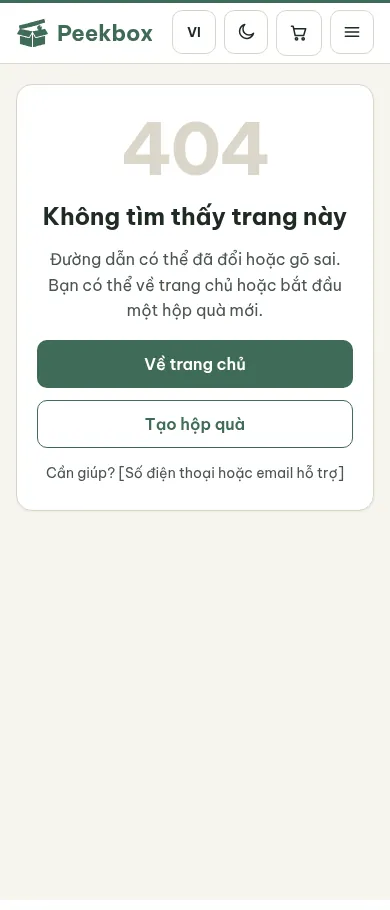 Peekbox
VI
404
Không tìm thấy trang này
Đường dẫn có thể đã đổi hoặc gõ sai.
Bạn có thể về trang chủ hoặc bắt đầu
một hộp quà mới.
Về trang chủ
Tạo hộp quà
Cần giúp? [Số điện thoại hoặc email hỗ trợ]